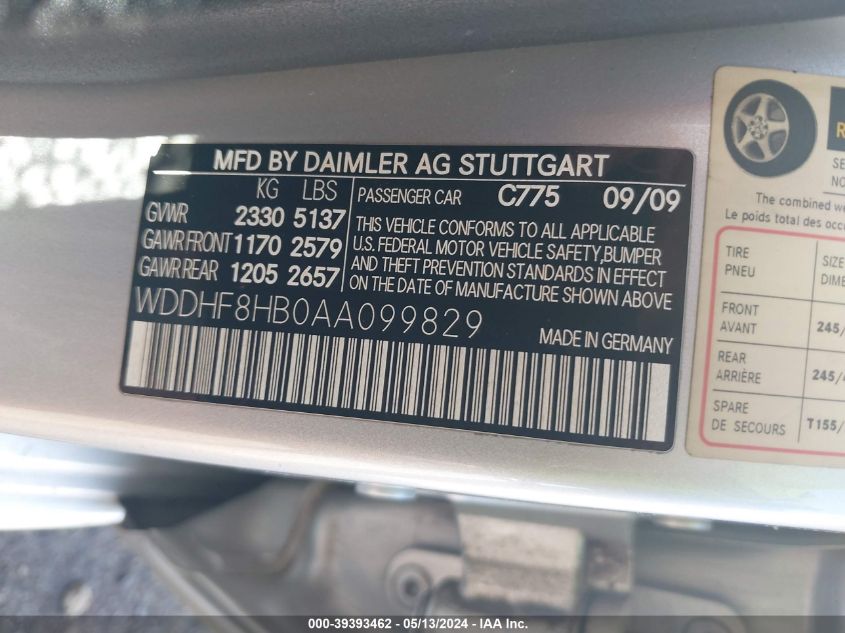 MFD BY DAIMLER AG STUTTGART
KG LBS
GVWR 2330 5137
GAWR FRONT 1170 2579
GAWR REAR 1205 2657
PASSENGER CAR C775 09/09
THIS VEHICLE CONFORMS TO ALL APPLICABLE
U.S. FEDERAL MOTOR VEHICLE SAFETY,BUMPER
AND THEFT PREVENTION STANDARDS IN EFFECT
ON THE DATE OF MANUFACTURE SHOWN ABOVE
WDDHF8HB0AA099829
MADE IN GERMANY
The combined we
Le poids total des occu
TIRE
PNEU
SIZE
DIME
FRONT
AVANT
245/
REAR
ARRIÈRE
245/
SPARE
DE SECOURS
T155/
000-39393462 - 05/13/2024 - IAA Inc.